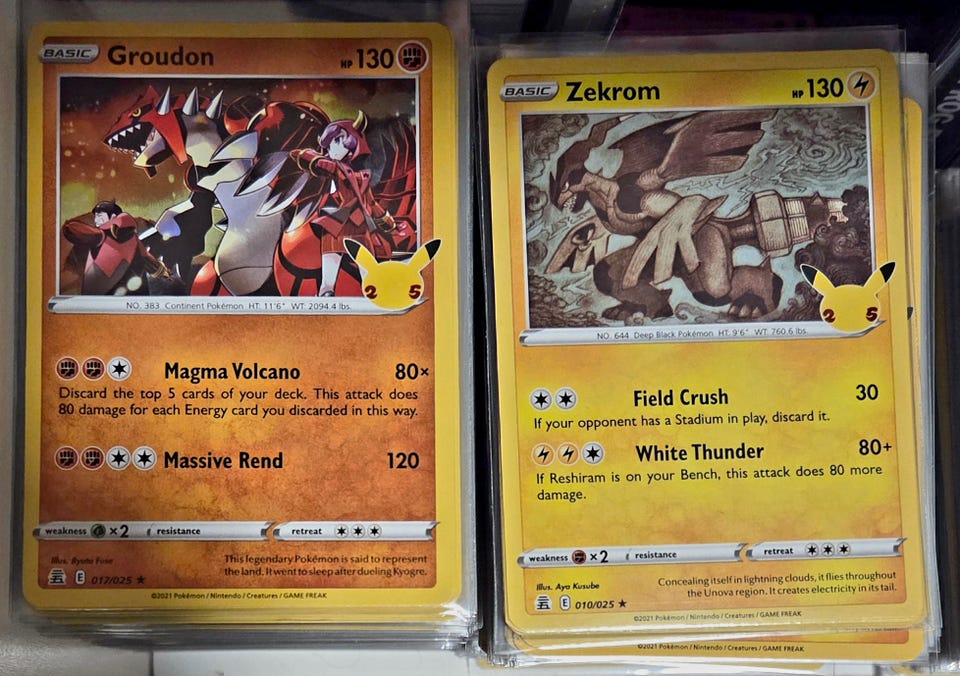 BASIC Groudon HP 130
2 5
NO. 383 Continent Pokémon HT: 11'6" WT: 2094.4 lbs.
Magma Volcano 80×
Discard the top 5 cards of your deck. This attack does
80 damage for each Energy card you discarded in this way.
Massive Rend 120
weakness ×2 resistance retreat
Illus. Ryota Fuse
This legendary Pokémon is said to represent
the land. It went to sleep after dueling Kyogre.
E 017/025 ★
©2021 Pokémon / Nintendo / Creatures / GAME FREAK
BASIC Zekrom HP 130
2 5
NO. 644 Deep Black Pokémon HT: 9'6" WT: 760.6 lbs.
Field Crush 30
If your opponent has a Stadium in play, discard it.
White Thunder 80+
If Reshiram is on your Bench, this attack does 80 more
damage.
weakness ×2 resistance retreat
Illus. Aya Kusube
Concealing itself in lightning clouds, it flies throughout
the Unova region. It creates electricity in its tail.
E 010/025 ★
©2021 Pokémon / Nintendo / Creatures / GAME FREAK
©2021 Pokémon / Nintendo / Creatures / GAME FREAK